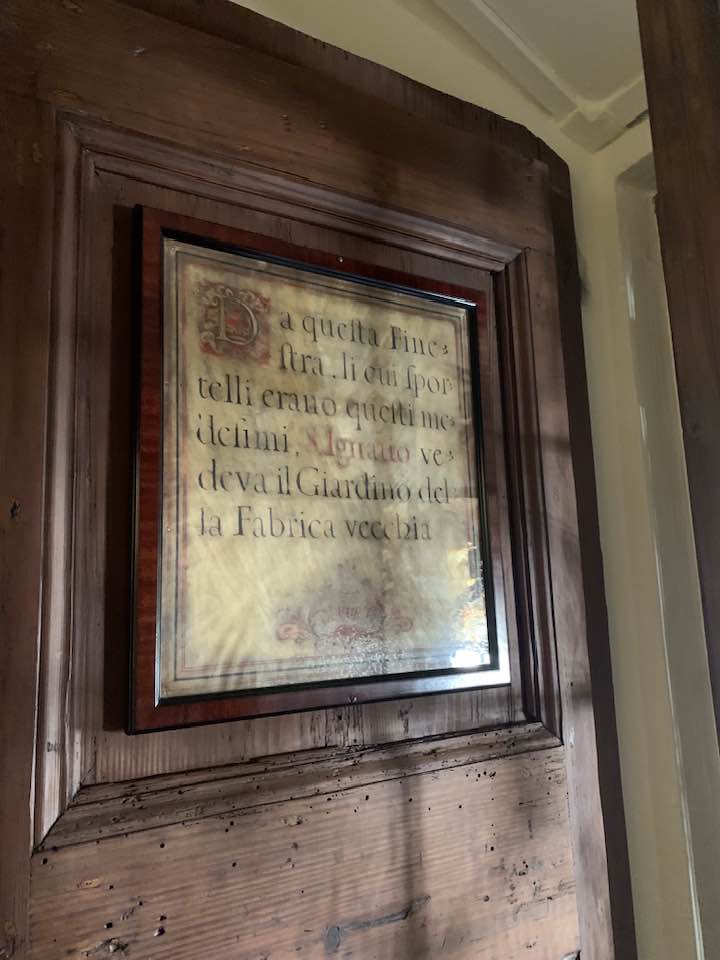 Da queſta Fine⸗
ſtra, li cui ſpor⸗
telli erano queſti me⸗
deſimi, S. Ignatio ve⸗
deva il Giardino del⸗
la Fabrica vecchia